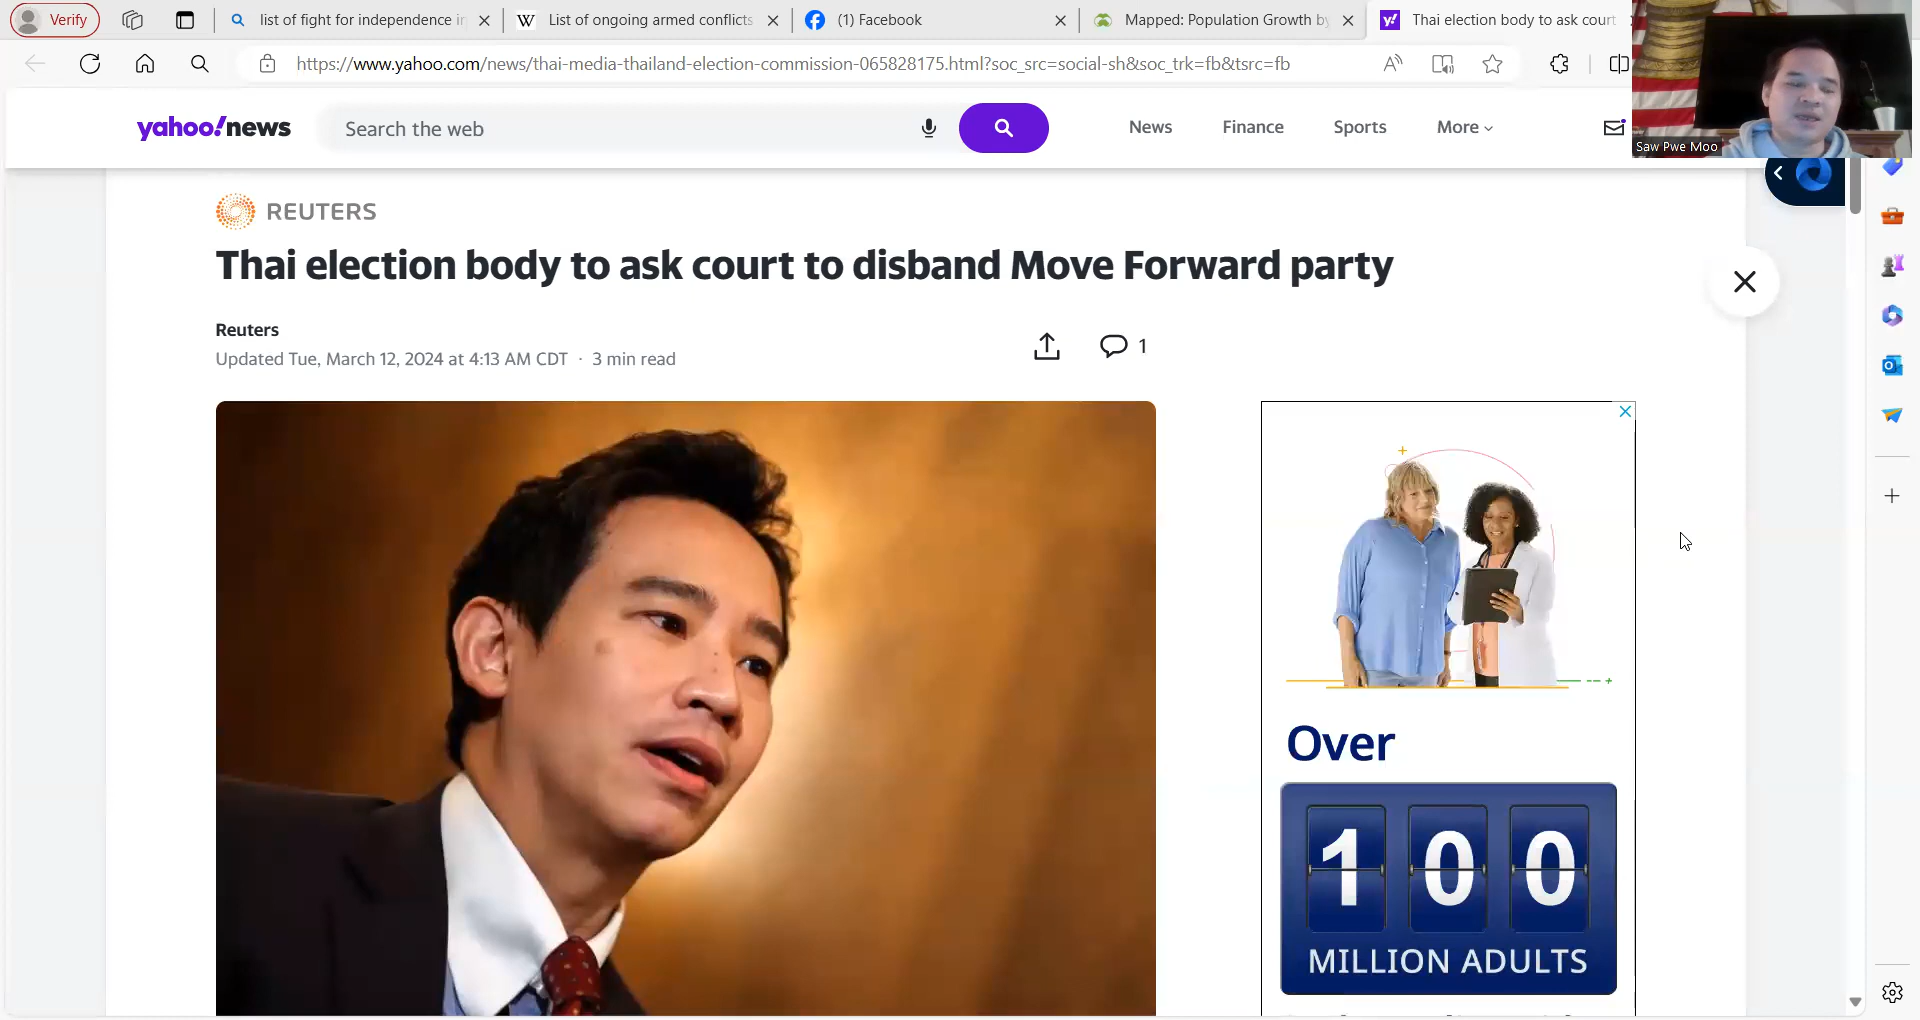 Verify
list of fight for independence i
List of ongoing armed conflicts
(1) Facebook
Mapped: Population Growth by
Thai election body to ask court
https://www.yahoo.com/news/thai-media-thailand-election-commission-065828175.html?soc_src=social-sh&soc_trk=fb&tsrc=fb
yahoo!news
Search the web
News
Finance
Sports
More
Saw Pwe Moo
REUTERS
Thai election body to ask court to disband Move Forward party
Reuters
Updated Tue, March 12, 2024 at 4:13 AM CDT · 3 min read
1
Over
100
MILLION ADULTS